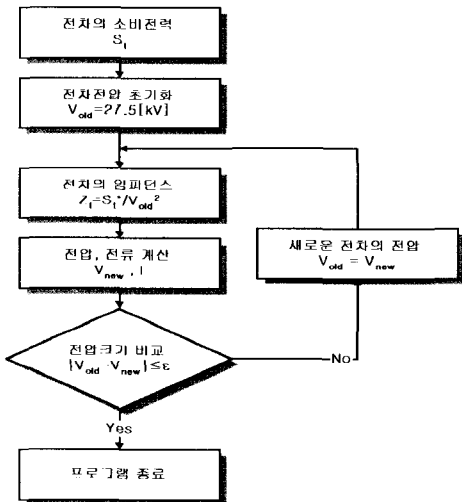 전차의 소비전력
S_t
전차전압 초기화
V_old=27.5[kV]
전차의 임피던스
Z_t=S_t*/V_old²
전압, 전류 계산
V_new , I
새로운 전차의 전압
V_old = V_new
전압크기 비교
|V_old -V_new|≤ε
No
Yes
프로그램 종료